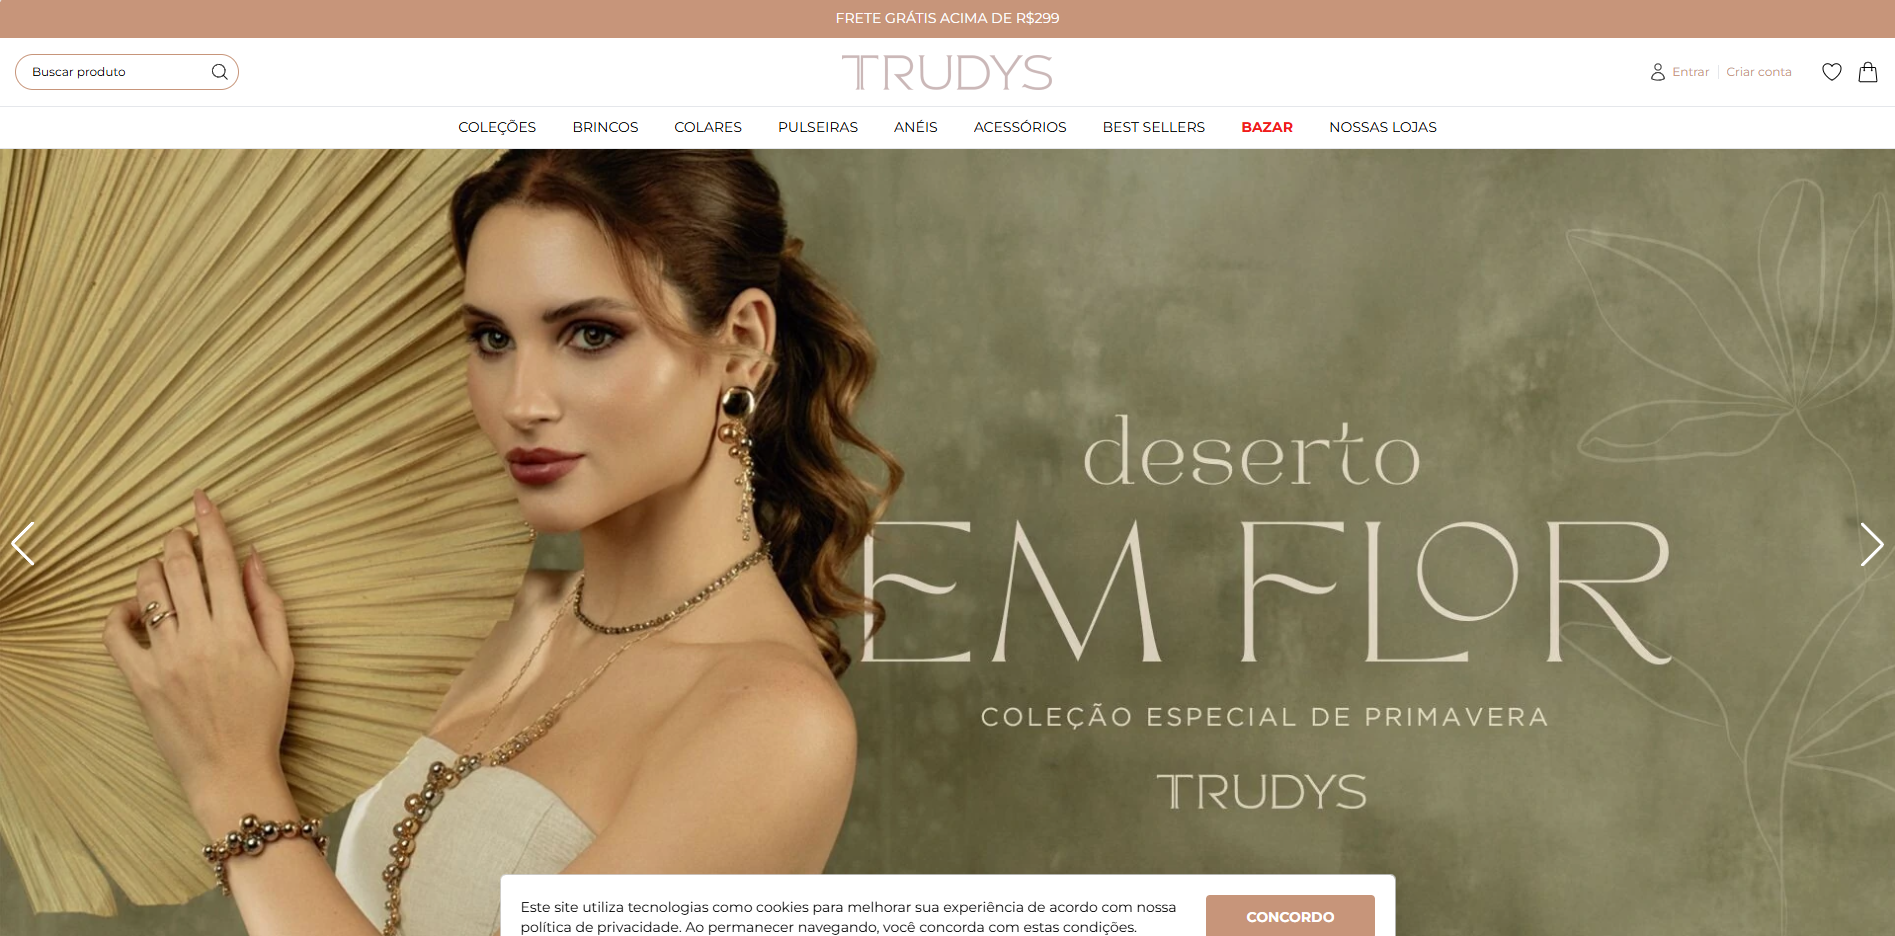 FRETE GRÁTIS ACIMA DE R$299
Buscar produto
TRUDYS
Entrar
Criar conta
COLEÇÕES BRINCOS COLARES PULSEIRAS ANÉIS ACESSÓRIOS BEST SELLERS BAZAR NOSSAS LOJAS
deserto
EM FLOR
COLEÇÃO ESPECIAL DE PRIMAVERA
TRUDYS
Este site utiliza tecnologias como cookies para melhorar sua experiência de acordo com nossa
política de privacidade. Ao permanecer navegando, você concorda com estas condições.
CONCORDO